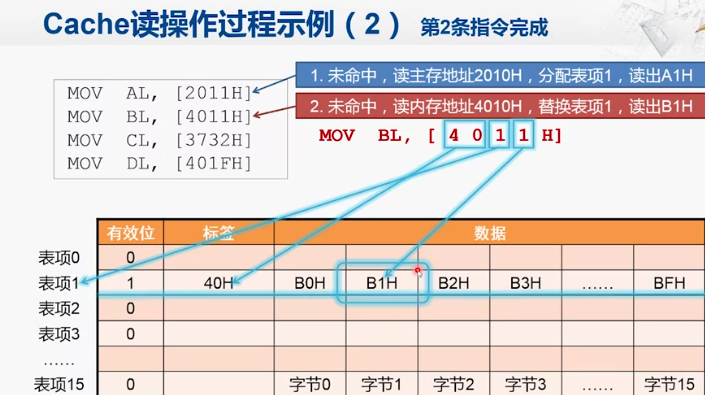 Cache读操作过程示例（2） 第2条指令完成
MOV AL, [2011H]
MOV BL, [4011H]
MOV CL, [3732H]
MOV DL, [401FH]
1. 未命中，读主存地址2010H，分配表项1，读出A1H
2. 未命中，读内存地址4010H，替换表项1，读出B1H
MOV BL, [ 4 0 1 1 H]
有效位 标签 数据
表项0 0
表项1 1 40H B0H B1H B2H B3H …… BFH
表项2 0
表项3 0
……
表项15 0 字节0 字节1 字节2 字节3 …… 字节15